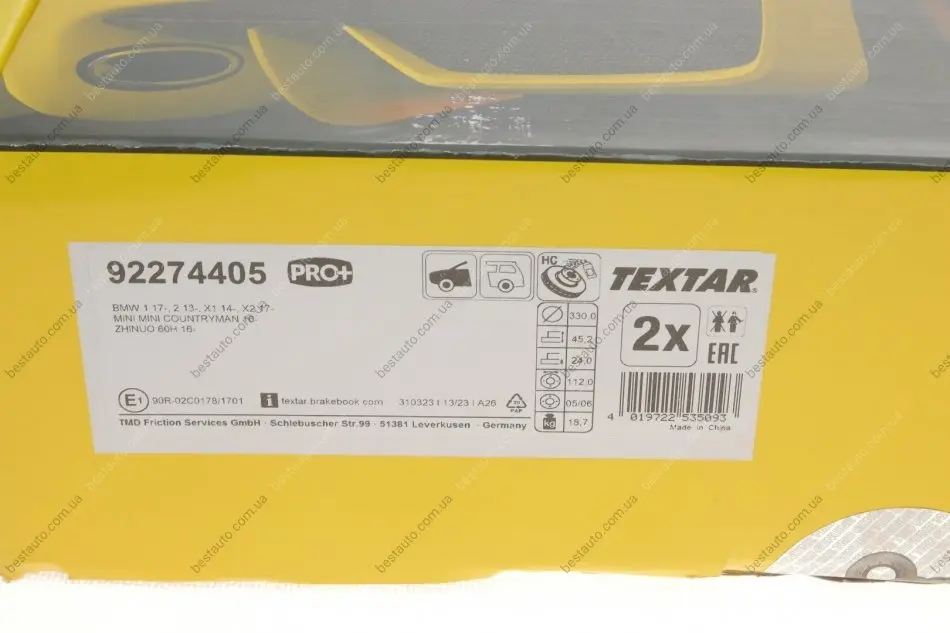 92274405 PRO+
BMW 1 17-, 2 13-, X1 14-, X2 17-
MINI MINI COUNTRYMAN 16-
ZHINUO 60H 16-
E1 90R-02C0178/1701
i textar.brakebook.com
310323 | 13/23 | A26
PAP
TMD Friction Services GmbH · Schlebuscher Str.99 · 51381 Leverkusen · Germany
HC
330.0
45,2
24.0
112.0
05/06
kg 18,7
TEXTAR
2x
EAC
4 019722 535093
Made in China
bestauto.com.ua